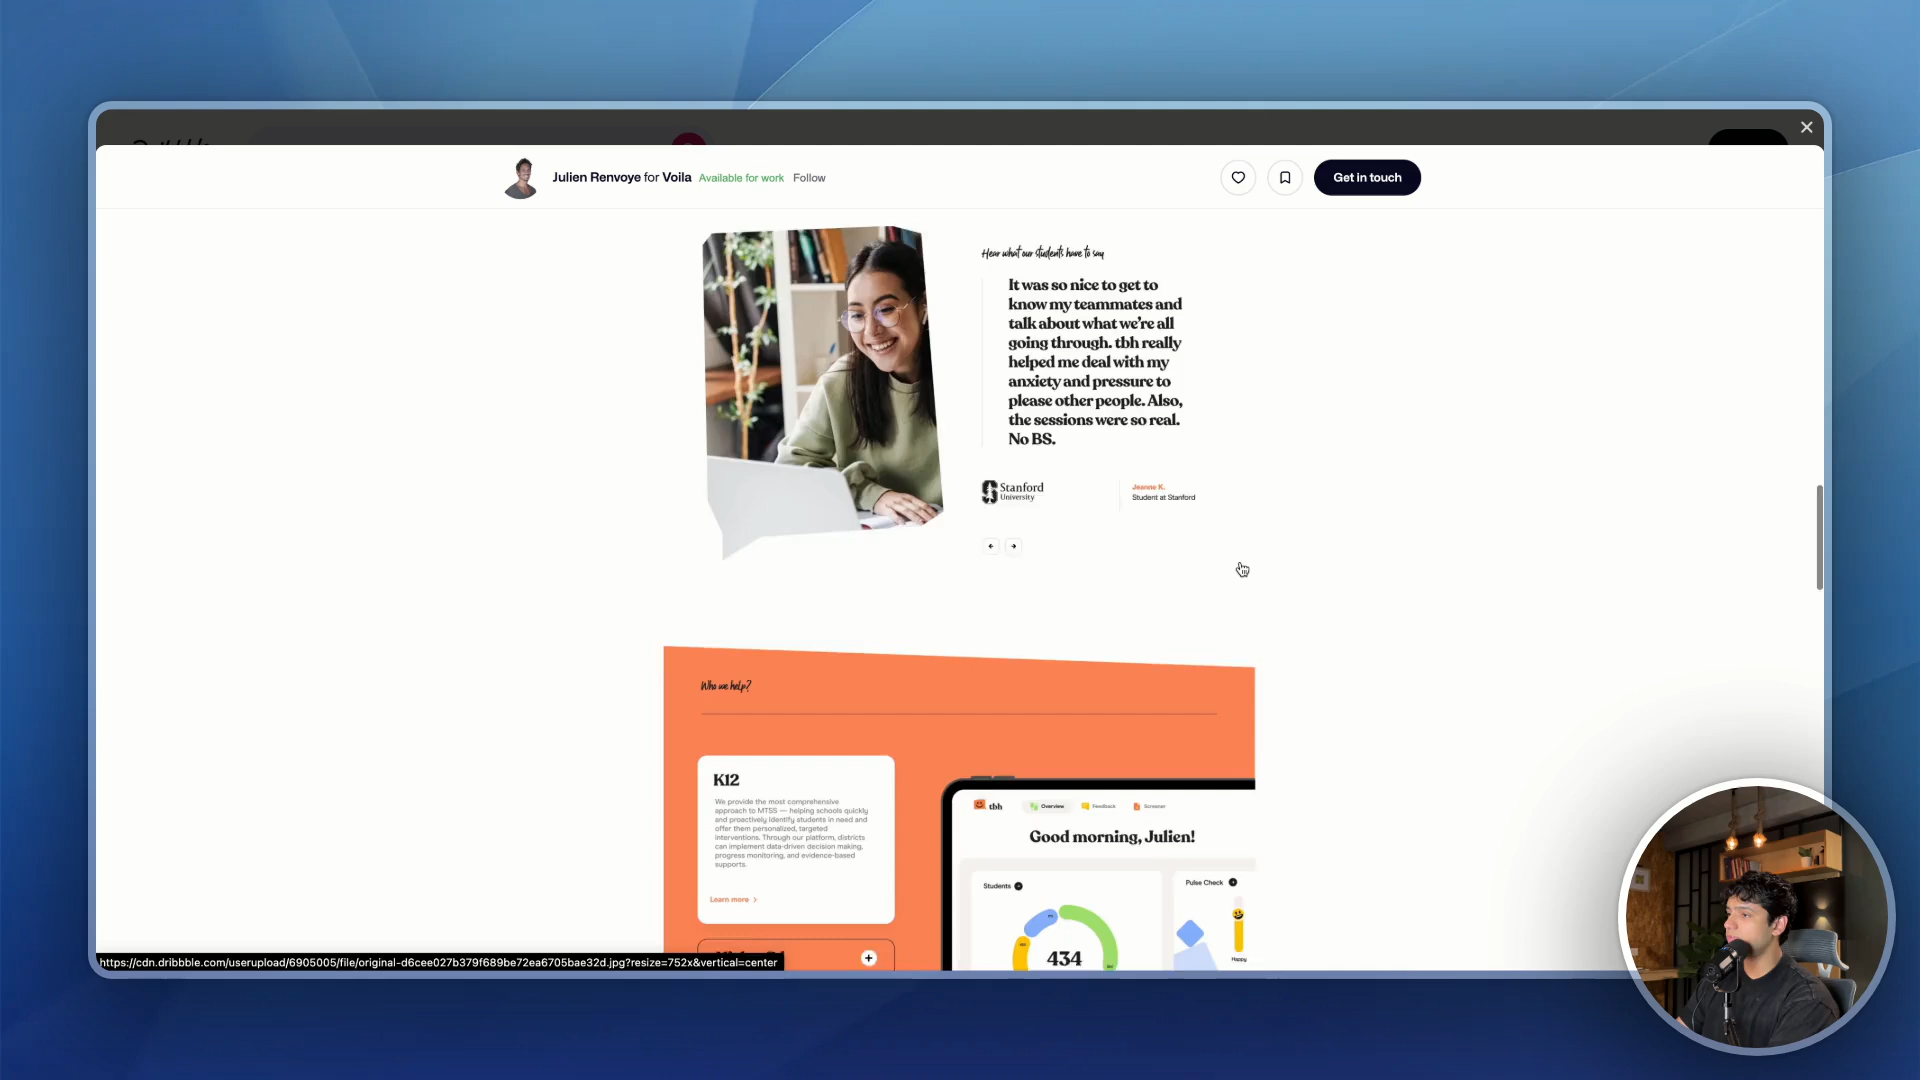 Julien Renvoye for Voila Available for work Follow
Get in touch
Hear what our students have to say
It was so nice to get to
know my teammates and
talk about what we’re all
going through. tbh really
helped me deal with my
anxiety and pressure to
please other people. Also,
the sessions were so real.
No BS.
Stanford
University
Jeanne K.
Student at Stanford
Who we help?
K12
We provide the most comprehensive
approach to MTSS — helping schools quickly
and proactively identify students in need and
offer them personalized, targeted
interventions. Through our platform, districts
can implement data-driven decision making,
progress monitoring, and evidence-based
supports.
Learn more
tbh
Overview
Feedback
Screener
Good morning, Julien!
Students
Pulse Check
434
Happy
https://cdn.dribbble.com/userupload/6905005/file/original-d6cee027b379f689be72ea6705bae32d.jpg?resize=752x&vertical=center